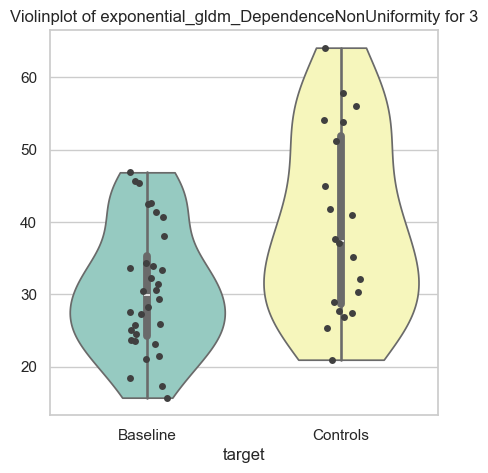 Violinplot of exponential_gldm_DependenceNonUniformity for 3
60
50
40
30
20
Baseline Controls
target